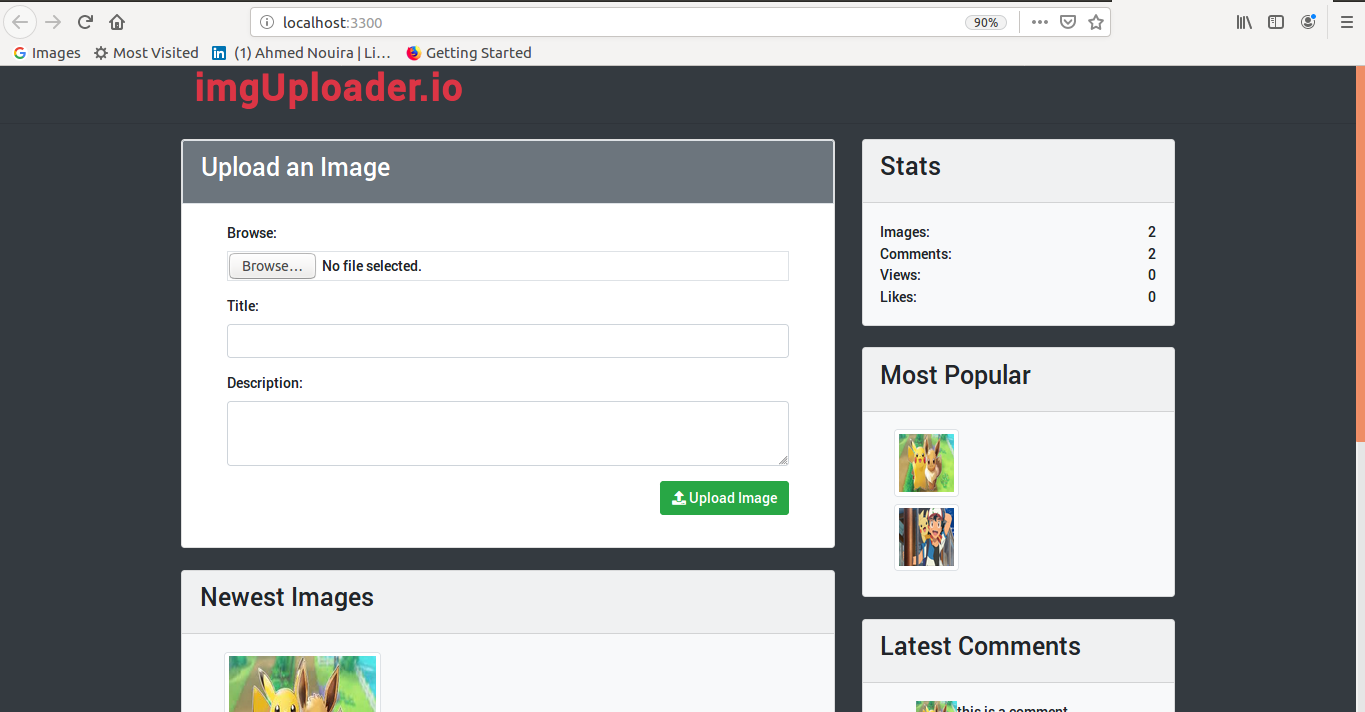 localhost:3300
90%
Images
Most Visited
(1) Ahmed Nouira | Li…
Getting Started
imgUploader.io
Upload an Image
Browse:
Browse… No file selected.
Title:
Description:
Upload Image
Newest Images
Stats
Images: 2
Comments: 2
Views: 0
Likes: 0
Most Popular
Latest Comments
this is a comment